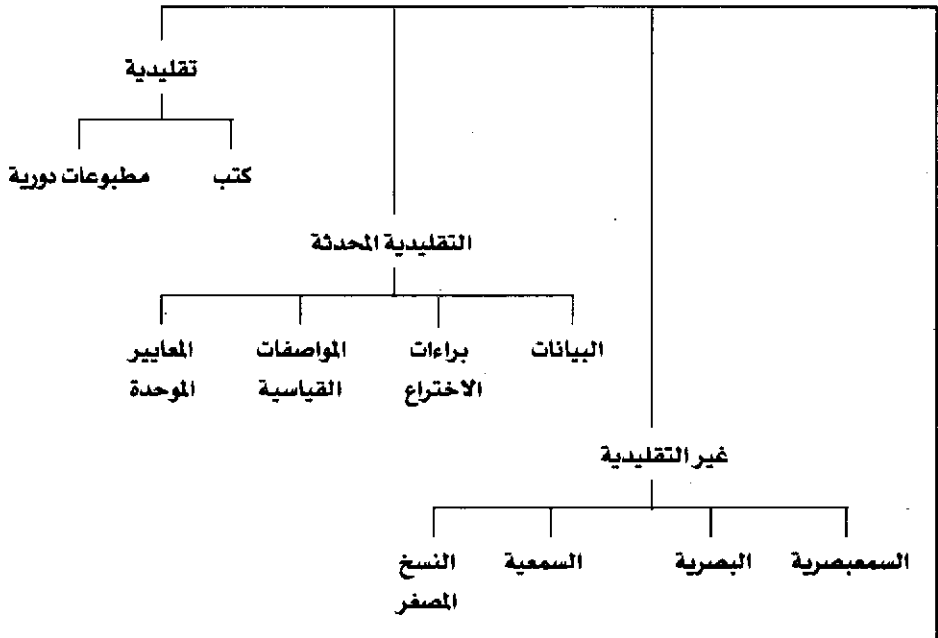 تقليدية
كتب
مطبوعات دورية
التقليدية المحدثة
البيانات
براءات
الاختراع
المواصفات
القياسية
المعايير
الموحدة
غير التقليدية
السمعبصرية
البصرية
السمعية
النسخ
المصغر